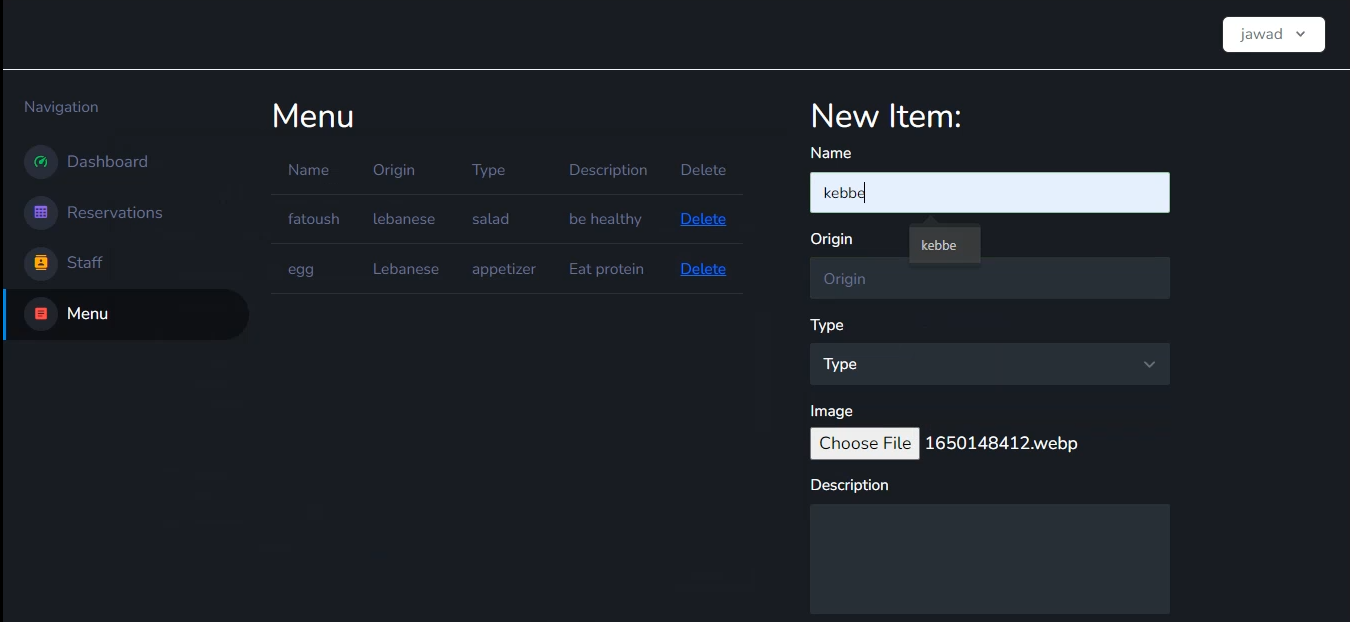 jawad
Navigation
Dashboard
Reservations
Staff
Menu
Menu
Name Origin Type Description Delete
fatoush lebanese salad be healthy Delete
egg Lebanese appetizer Eat protein Delete
New Item:
Name
kebbe
kebbe
Origin
Origin
Type
Type
Image
Choose File 1650148412.webp
Description